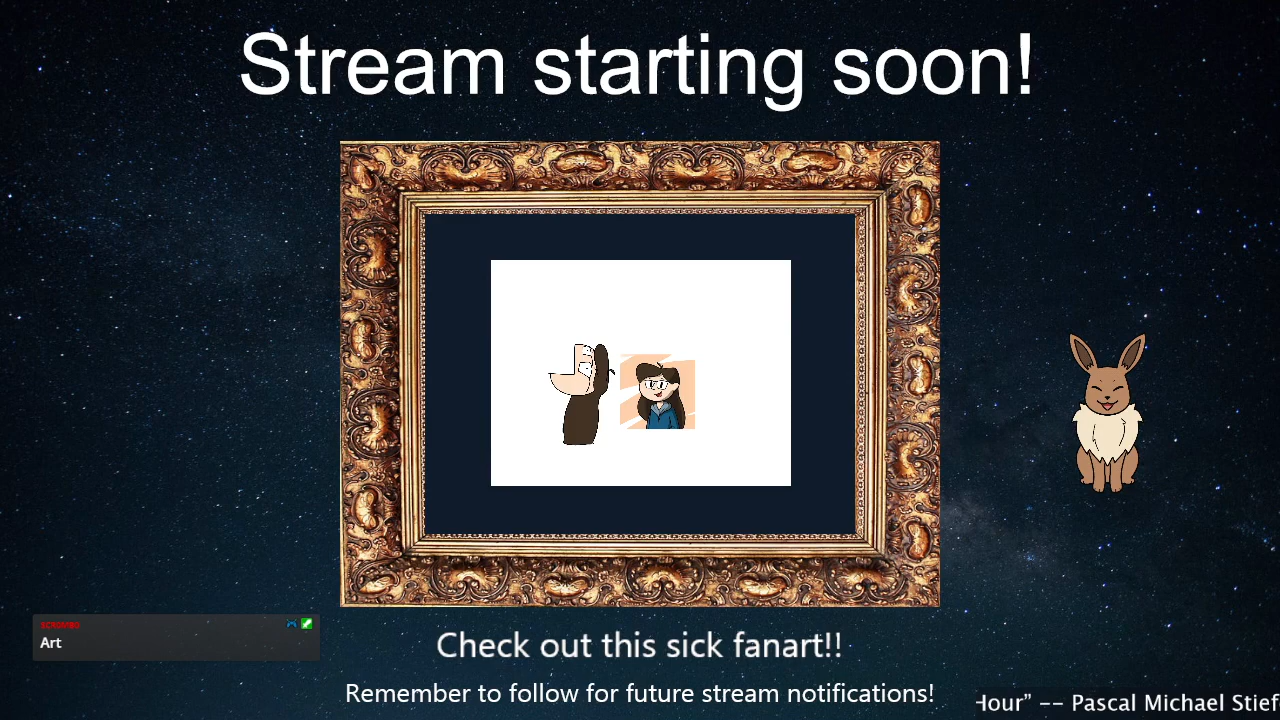 Stream starting soon!
SCROMBO
Art
Check out this sick fanart!!
Remember to follow for future stream notifications!
Hour” -- Pascal Michael Stief